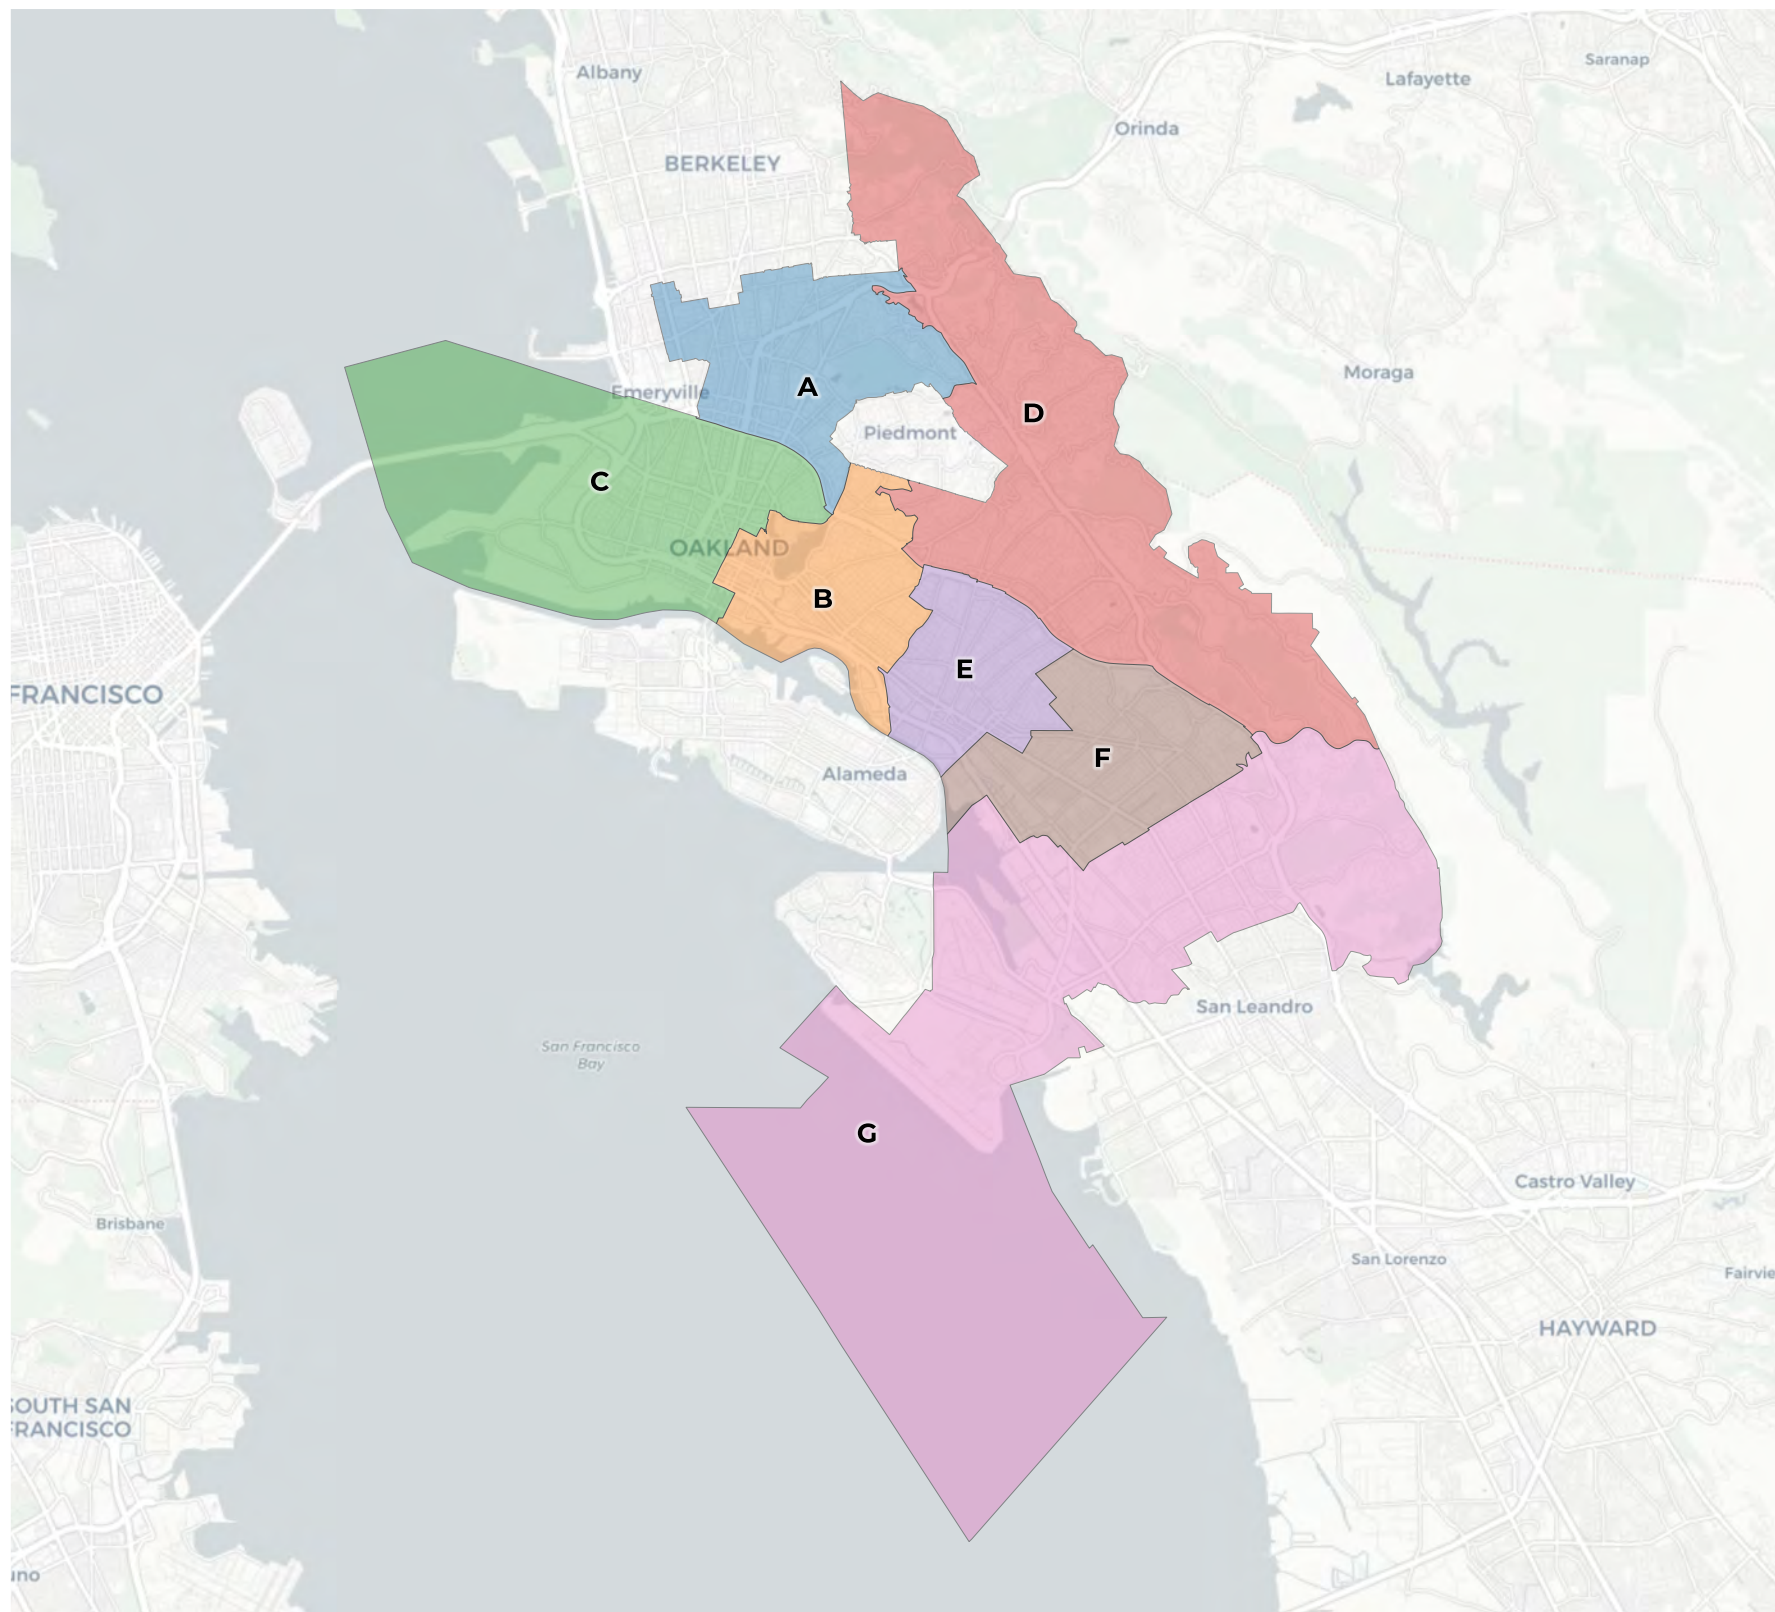 Albany
Saranap
Lafayette
Orinda
BERKELEY
Moraga
A
Emeryville
D
Piedmont
C
OAKLAND
B
E
FRANCISCO
F
Alameda
San Leandro
San Francisco
Bay
G
Castro Valley
Brisbane
San Lorenzo
Fairvie
HAYWARD
SOUTH SAN
FRANCISCO
uno